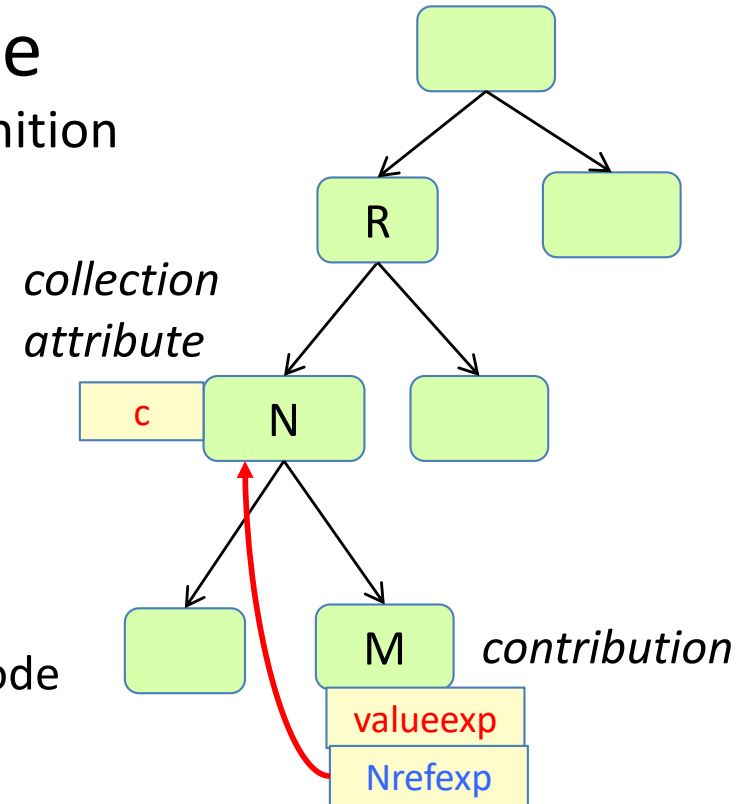 e
nition
R
collection
attribute
c
N
ode
M
contribution
valueexp
Nrefexp